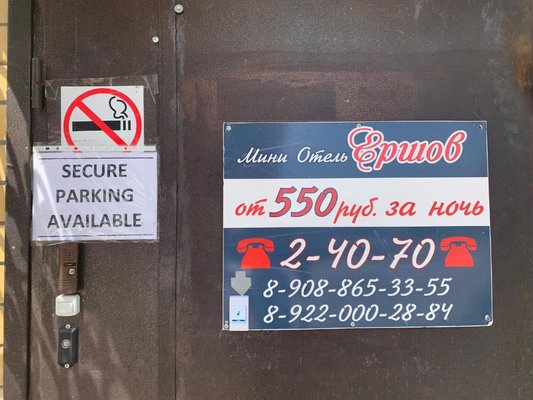 SECURE
PARKING
AVAILABLE
Мини Отель Ершов
от 550 руб. за ночь
2-40-70
8-908-865-33-55
8-922-000-28-84